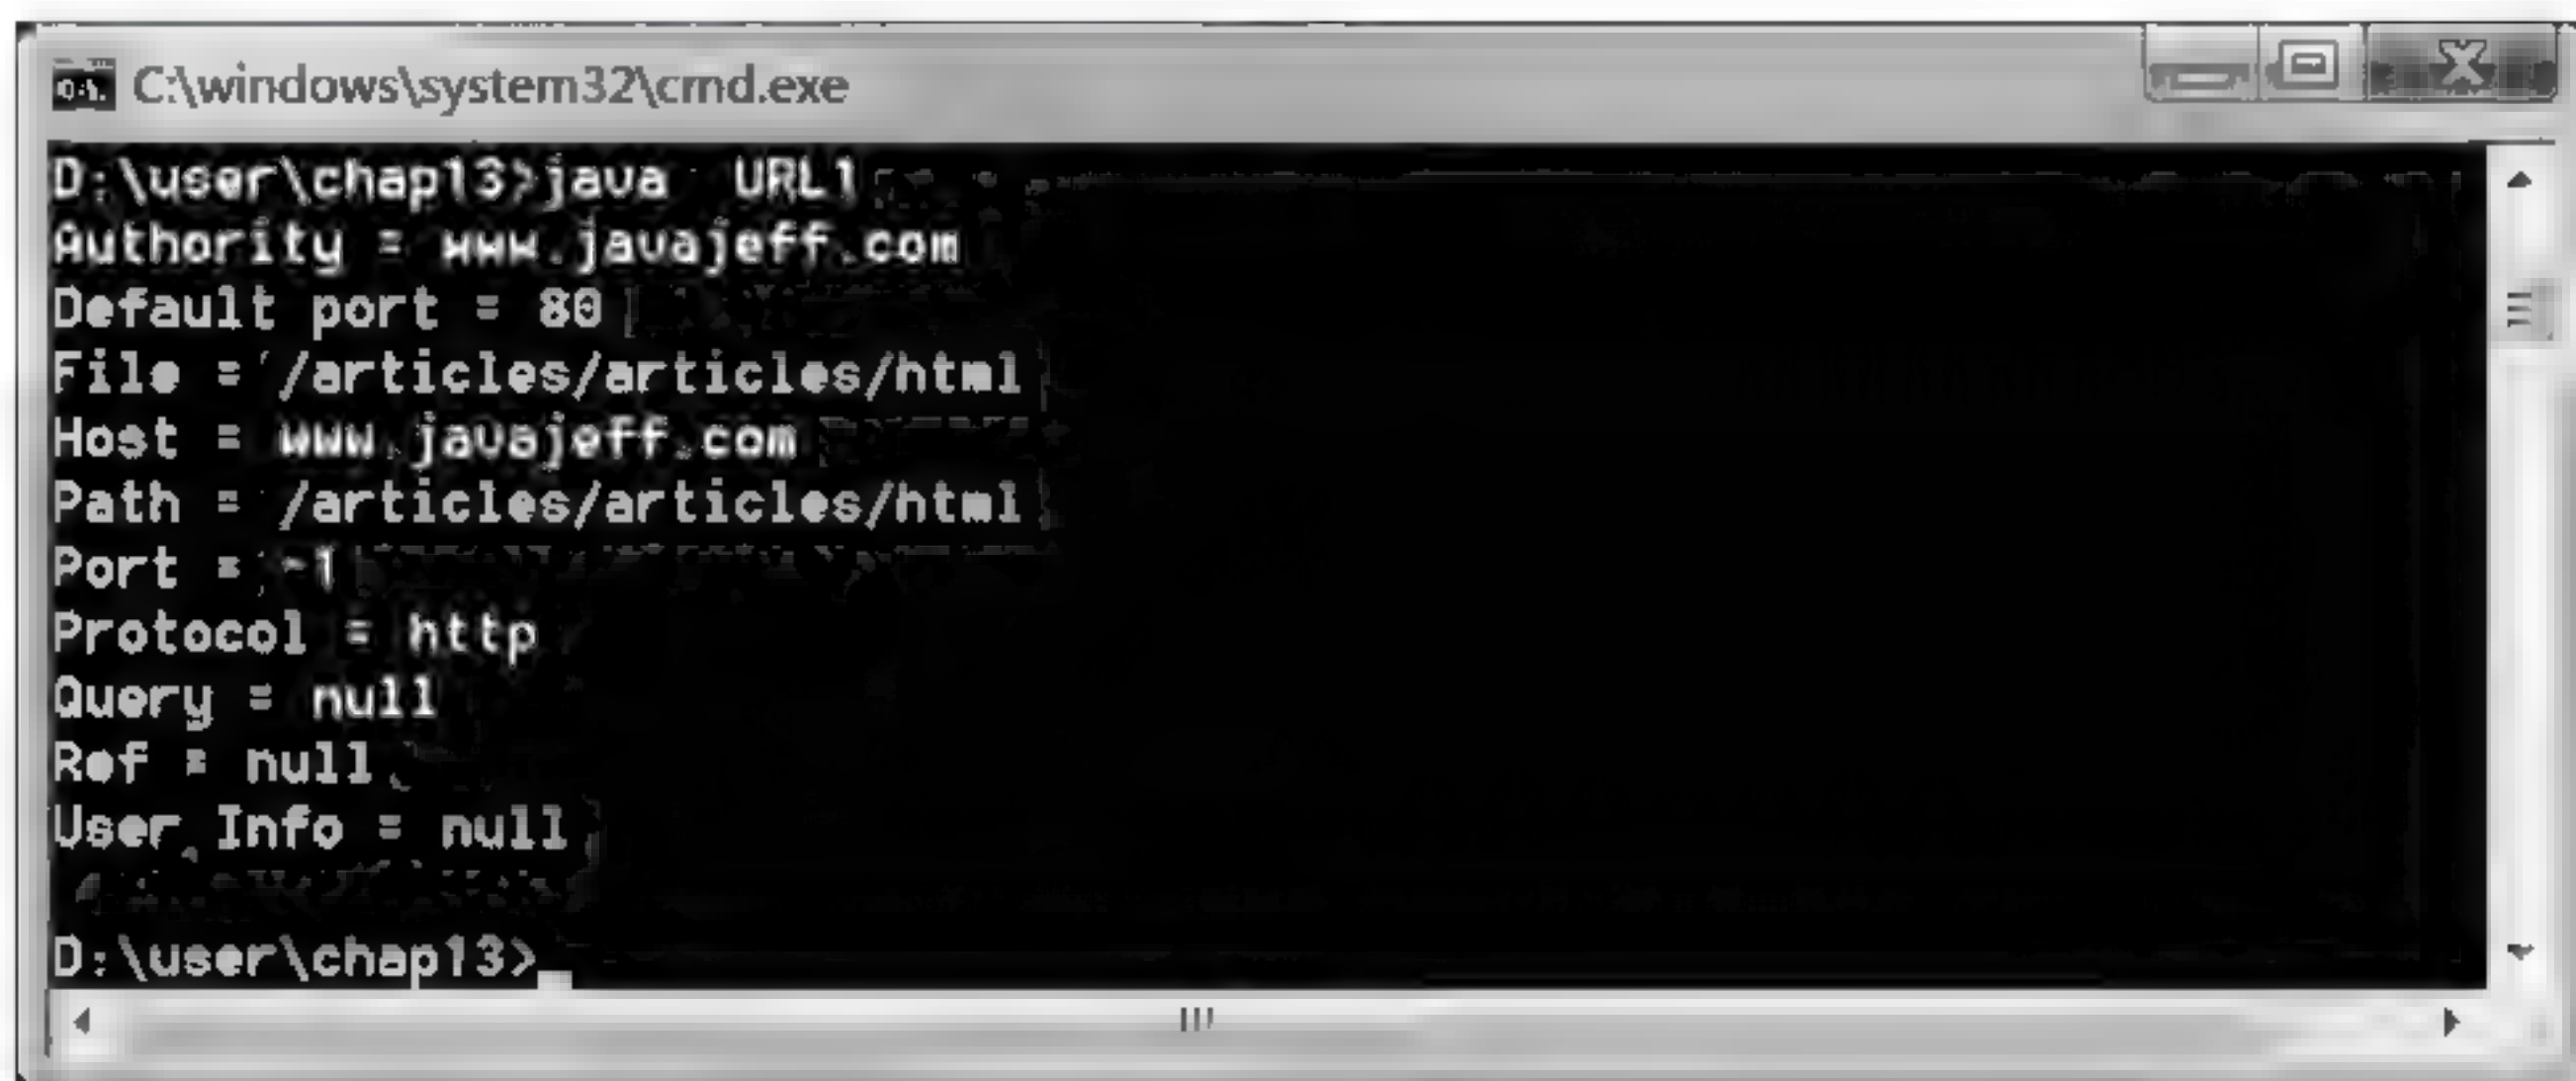 C:\windows\system32\cmd.exe
D:\user\chap13>java  URL1
Authority = www.javajeff.com
Default port = 80
File = /articles/articles/html
Host = www.javajeff.com
Path = /articles/articles/html
Port = -1
Protocol = http
Query = null
Ref = null
User Info = null
D:\user\chap13>_